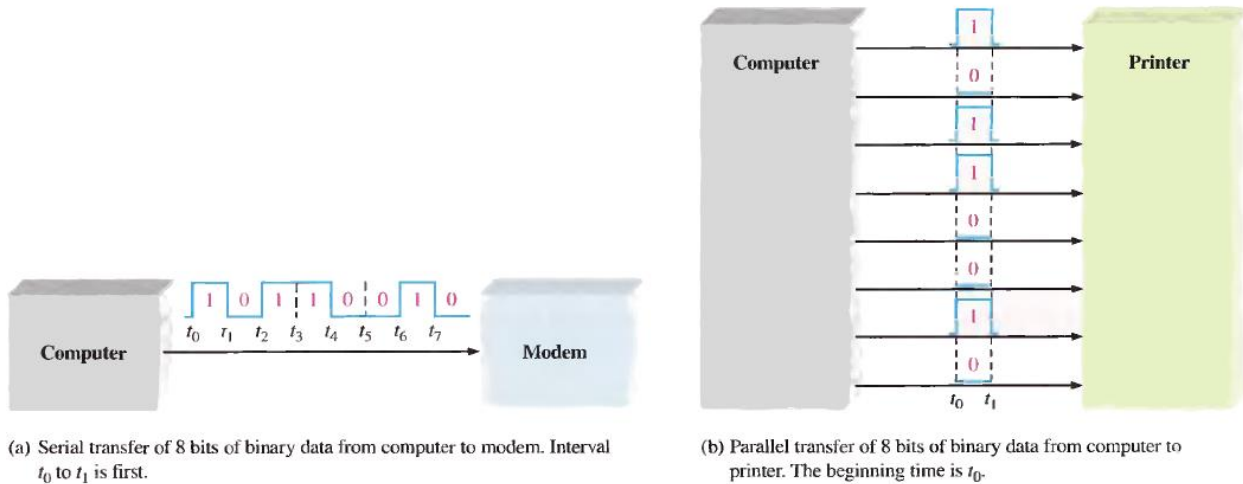 1 0 1 1 0 0 1 0
t0 t1 t2 t3 t4 t5 t6 t7
Computer
Modem
(a) Serial transfer of 8 bits of binary data from computer to modem. Interval
t0 to t1 is first.
Computer
Printer
1
0
1
1
0
0
1
0
t0 t1
(b) Parallel transfer of 8 bits of binary data from computer to
printer. The beginning time is t0.